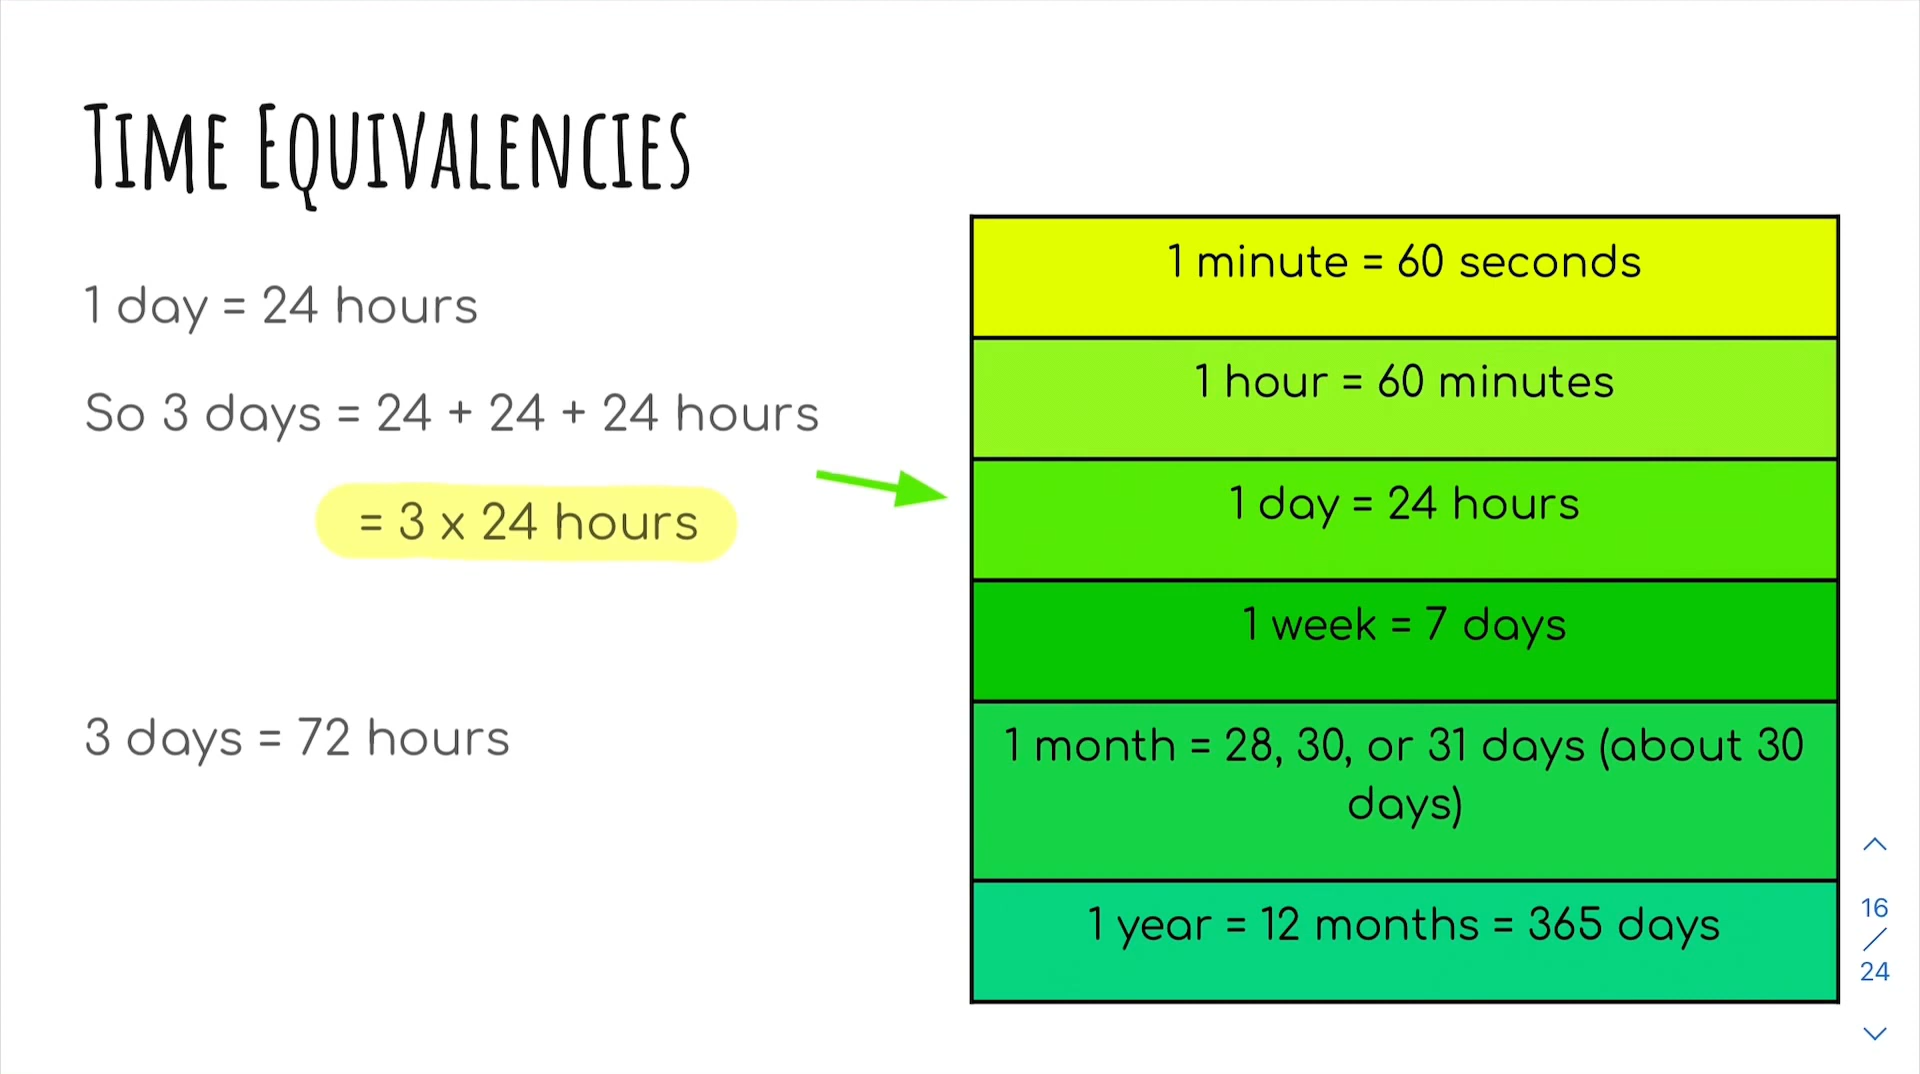 TIME EQUIVALENCIES
1 day = 24 hours
So 3 days = 24 + 24 + 24 hours
= 3 x 24 hours
3 days = 72 hours
1 minute = 60 seconds
1 hour = 60 minutes
1 day = 24 hours
1 week = 7 days
1 month = 28, 30, or 31 days (about 30
days)
1 year = 12 months = 365 days
16
/
24